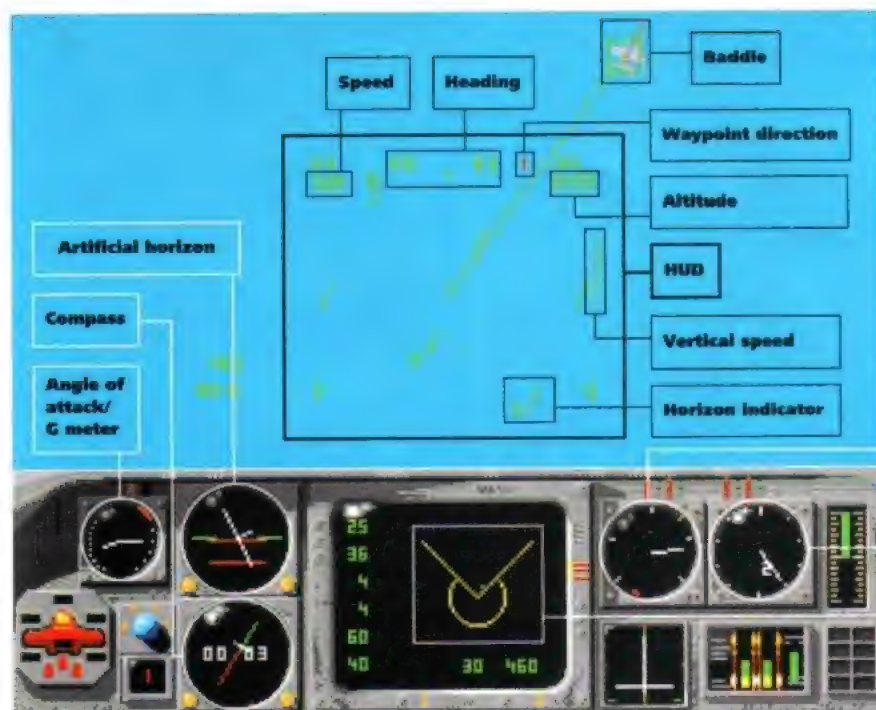 Baddie
Speed
Heading
Waypoint direction
Altitude
Artificial horizon
HUD
Compass
Vertical speed
Angle of
attack/
G meter
Horizon indicator
25
36
4
4
60
40
30 460
00 03
1